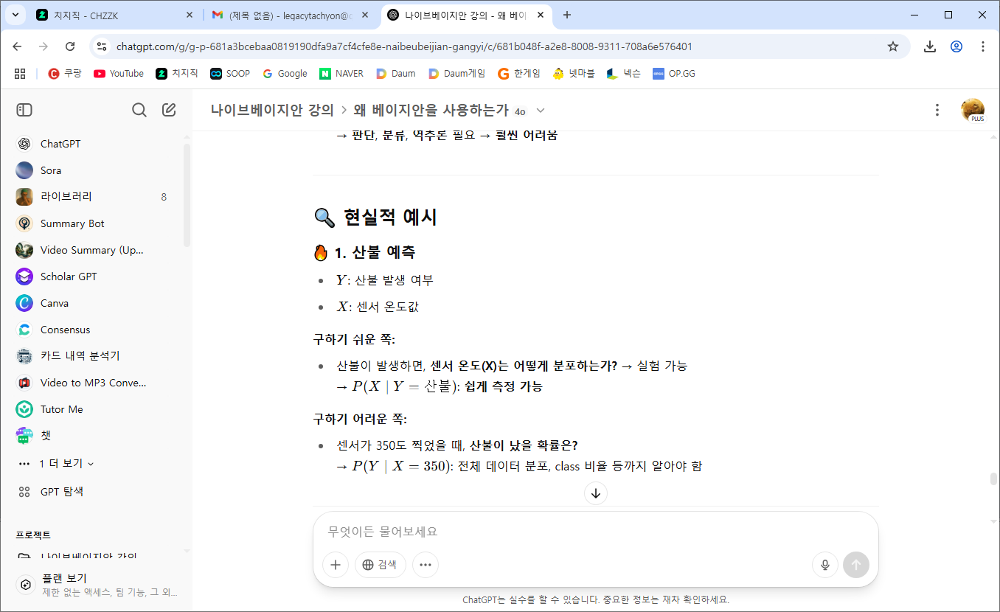 치지직 - CHZZK
(제목 없음) - legacytachyon@c
나이브베이지안 강의 - 왜 베이
chatgpt.com/g/g-p-681a3bcebaa0819190dfa9a7cf4cfe8e-naibeubeijian-gangyi/c/681b048f-a2e8-8008-9311-708a6e576401
쿠팡 YouTube 치지직 SOOP Google NAVER Daum Daum게임 한게임 넷마블 넥슨 OP.GG
나이브베이지안 강의 > 왜 베이지안을 사용하는가 4o
PLUS
ChatGPT
Sora
라이브러리 8
Summary Bot
Video Summary (Up...
Scholar GPT
Canva
Consensus
카드 내역 분석기
Video to MP3 Conve...
Tutor Me
챗
1 더 보기
GPT 탐색
프로젝트
나이브베이지안 강의
플랜 보기
제한 없는 액세스, 팀 기능, 그 외...
→ 판단, 분류, 역추론 필요 → 훨씬 어려움
🔍 현실적 예시
🔥 1. 산불 예측
• Y: 산불 발생 여부
• X: 센서 온도값
구하기 쉬운 쪽:
• 산불이 발생하면, 센서 온도(X)는 어떻게 분포하는가? → 실험 가능
→ P(X | Y = 산불): 쉽게 측정 가능
구하기 어려운 쪽:
• 센서가 350도 찍었을 때, 산불이 났을 확률은?
→ P(Y | X = 350): 전체 데이터 분포, class 비율 등까지 알아야 함
무엇이든 물어보세요
검색
ChatGPT는 실수를 할 수 있습니다. 중요한 정보는 재차 확인하세요.